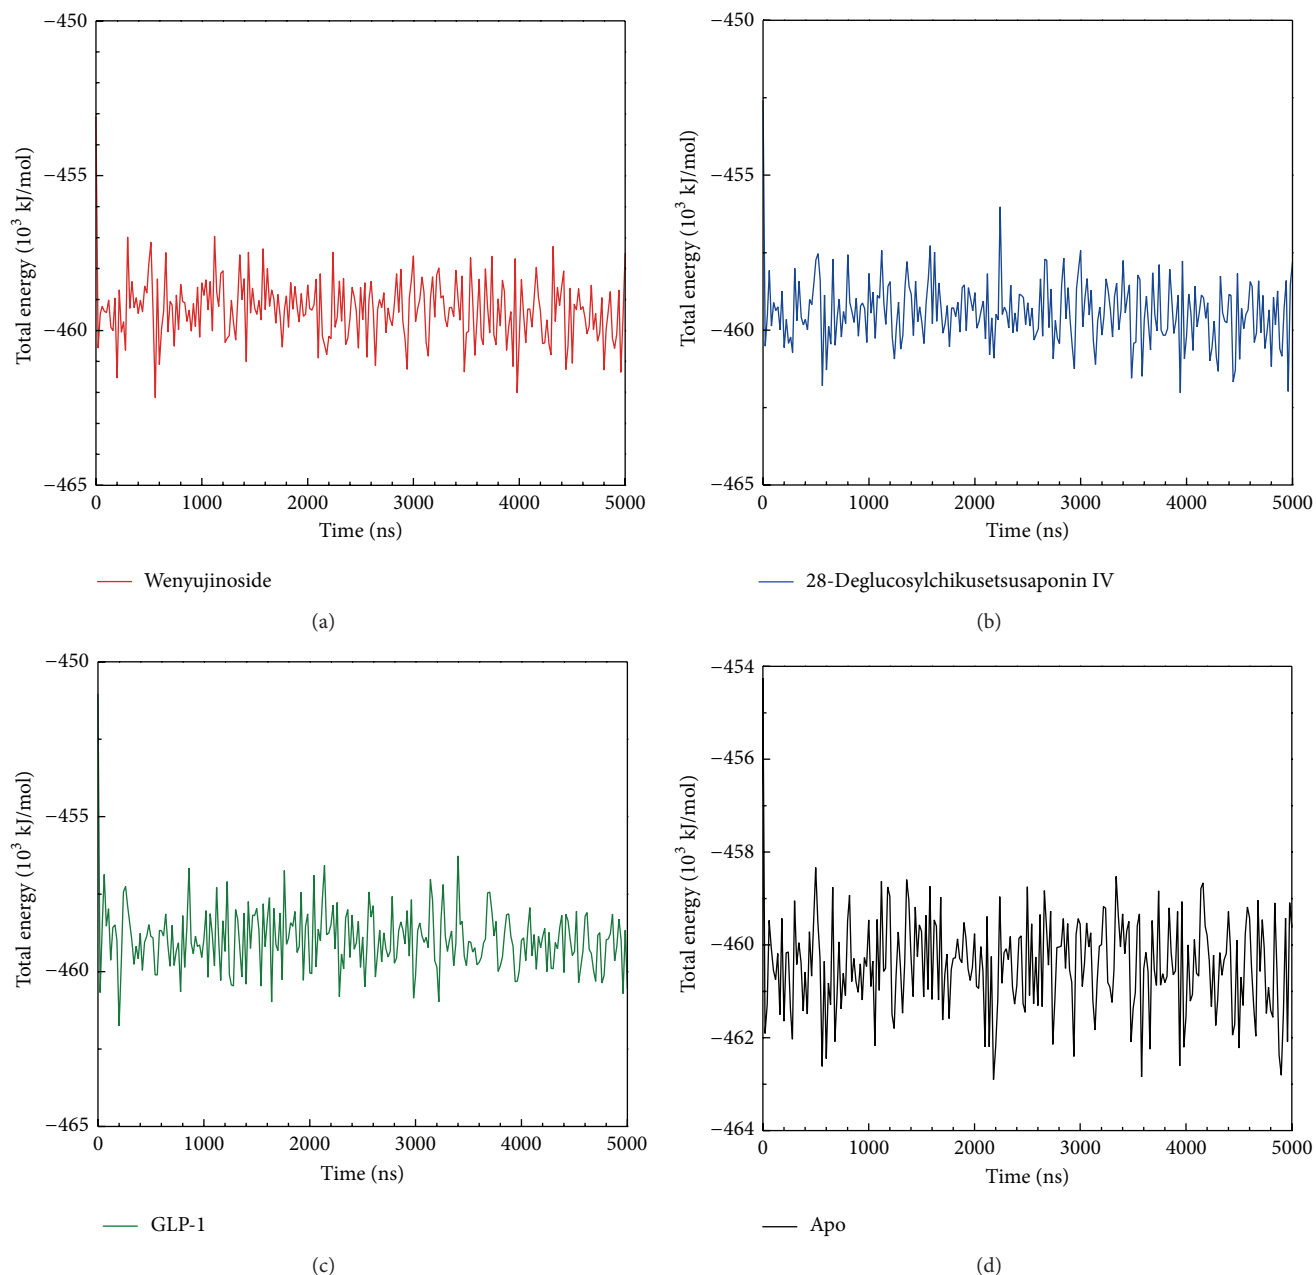 −450
−455
−460
−465
Total energy (10³ kJ/mol)
0 1000 2000 3000 4000 5000
Time (ns)
Wenyujinoside
(a)
−450
−455
−460
−465
Total energy (10³ kJ/mol)
0 1000 2000 3000 4000 5000
Time (ns)
28-Deglucosylchikusetsusaponin IV
(b)
−450
−455
−460
−465
Total energy (10³ kJ/mol)
0 1000 2000 3000 4000 5000
Time (ns)
GLP-1
(c)
−454
−456
−458
−460
−462
−464
Total energy (10³ kJ/mol)
0 1000 2000 3000 4000 5000
Time (ns)
Apo
(d)